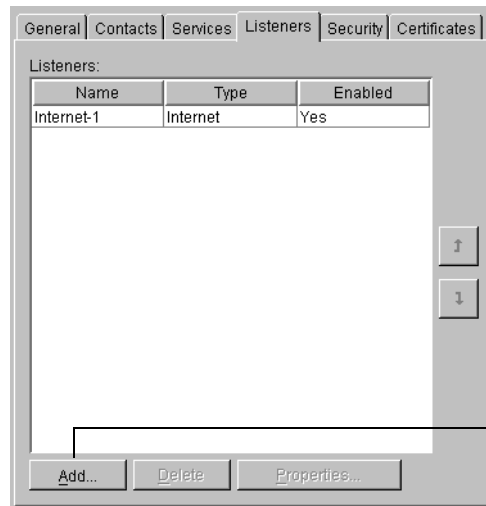 General Contacts Services Listeners Security Certificates
Listeners:
Name Type Enabled
Internet-1 Internet Yes
Add... Delete Properties...